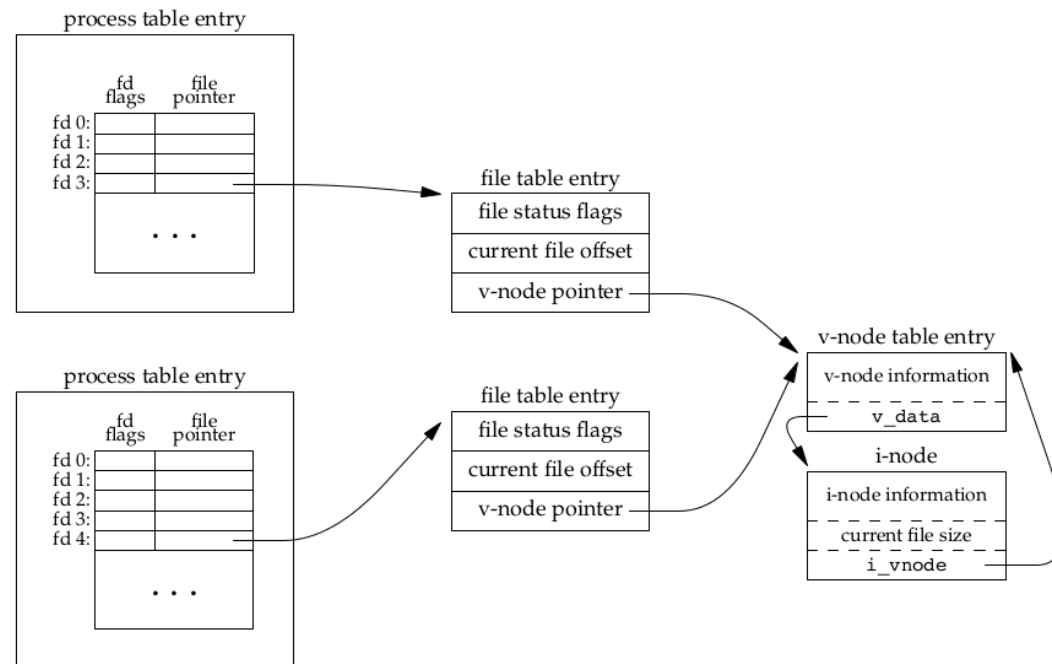 process table entry
fd
flags
file
pointer
fd 0:
fd 1:
fd 2:
fd 3:
. . .
file table entry
file status flags
current file offset
v-node pointer
process table entry
fd
flags
file
pointer
fd 0:
fd 1:
fd 2:
fd 3:
fd 4:
. . .
file table entry
file status flags
current file offset
v-node pointer
v-node table entry
v-node information
v_data
i-node
i-node information
current file size
i_vnode